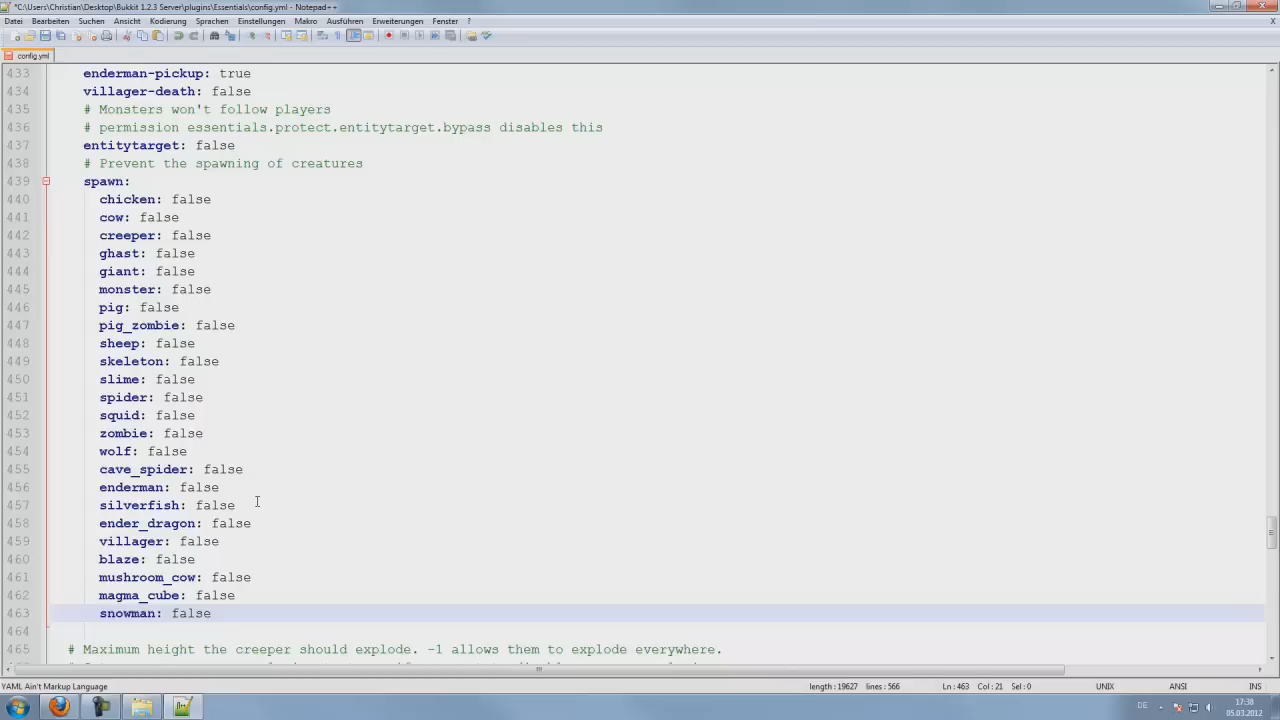 *C:\Users\Christian\Desktop\Bukkit 1.2.3 Server\plugins\Essentials\config.yml - Notepad++
Datei Bearbeiten Suchen Ansicht Kodierung Sprachen Einstellungen Makro Ausführen Erweiterungen Fenster ? X
config.yml
433 enderman-pickup: true
434 villager-death: false
435 # Monsters won't follow players
436 # permission essentials.protect.entitytarget.bypass disables this
437 entitytarget: false
438 # Prevent the spawning of creatures
439 spawn:
440 chicken: false
441 cow: false
442 creeper: false
443 ghast: false
444 giant: false
445 monster: false
446 pig: false
447 pig_zombie: false
448 sheep: false
449 skeleton: false
450 slime: false
451 spider: false
452 squid: false
453 zombie: false
454 wolf: false
455 cave_spider: false
456 enderman: false
457 silverfish: false
458 ender_dragon: false
459 villager: false
460 blaze: false
461 mushroom_cow: false
462 magma_cube: false
463 snowman: false
464
465 # Maximum height the creeper should explode. -1 allows them to explode everywhere.
YAML Ain't Markup Language length : 19627 lines : 566 Ln : 463 Col : 21 Sel : 0 UNIX ANSI INS
DE 17:38
05.03.2012